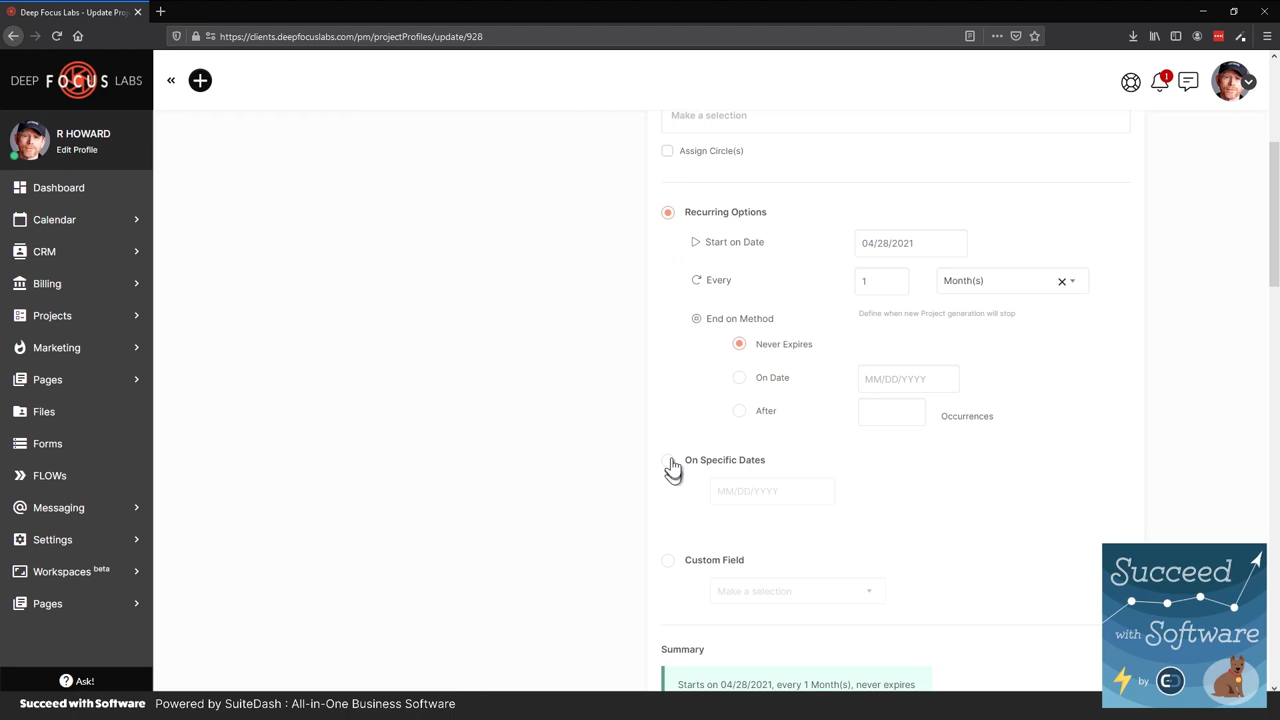 Deep Focus Labs - Update Pro
https://clients.deepfocuslabs.com/pm/projectProfiles/update/928
DEEP FOCUS LABS
1
R HOWARD
Edit Profile
Dashboard
Calendar
CRM
Billing
Projects
Marketing
Pages
Files
Forms
FLOWs
Messaging
Settings
Workspaces beta
Ask!
Make a selection
Assign Circle(s)
Recurring Options
Start on Date
04/28/2021
Every
1
Month(s)
End on Method
Define when new Project generation will stop
Never Expires
On Date
MM/DD/YYYY
After
Occurrences
On Specific Dates
MM/DD/YYYY
Custom Field
Make a selection
Summary
Starts on 04/28/2021, every 1 Month(s), never expires
Succeed
with Software
by
Succeed with Software
Powered by SuiteDash : All-in-One Business Software